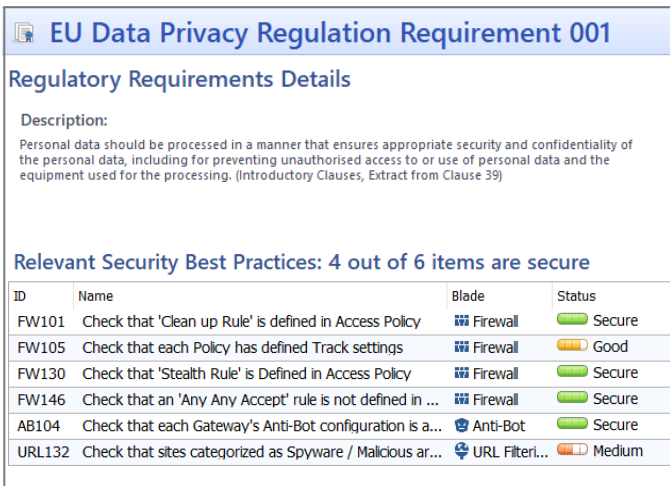 EU Data Privacy Regulation Requirement 001
Regulatory Requirements Details
Description:
Personal data should be processed in a manner that ensures appropriate security and confidentiality of
the personal data, including for preventing unauthorised access to or use of personal data and the
equipment used for the processing. (Introductory Clauses, Extract from Clause 39)
Relevant Security Best Practices: 4 out of 6 items are secure
ID Name Blade Status
FW101 Check that 'Clean up Rule' is defined in Access Policy Firewall Secure
FW105 Check that each Policy has defined Track settings Firewall Good
FW130 Check that 'Stealth Rule' is Defined in Access Policy Firewall Secure
FW146 Check that an 'Any Any Accept' rule is not defined in ... Firewall Secure
AB104 Check that each Gateway's Anti-Bot configuration is a... Anti-Bot Secure
URL132 Check that sites categorized as Spyware / Malicious ar... URL Filteri... Medium